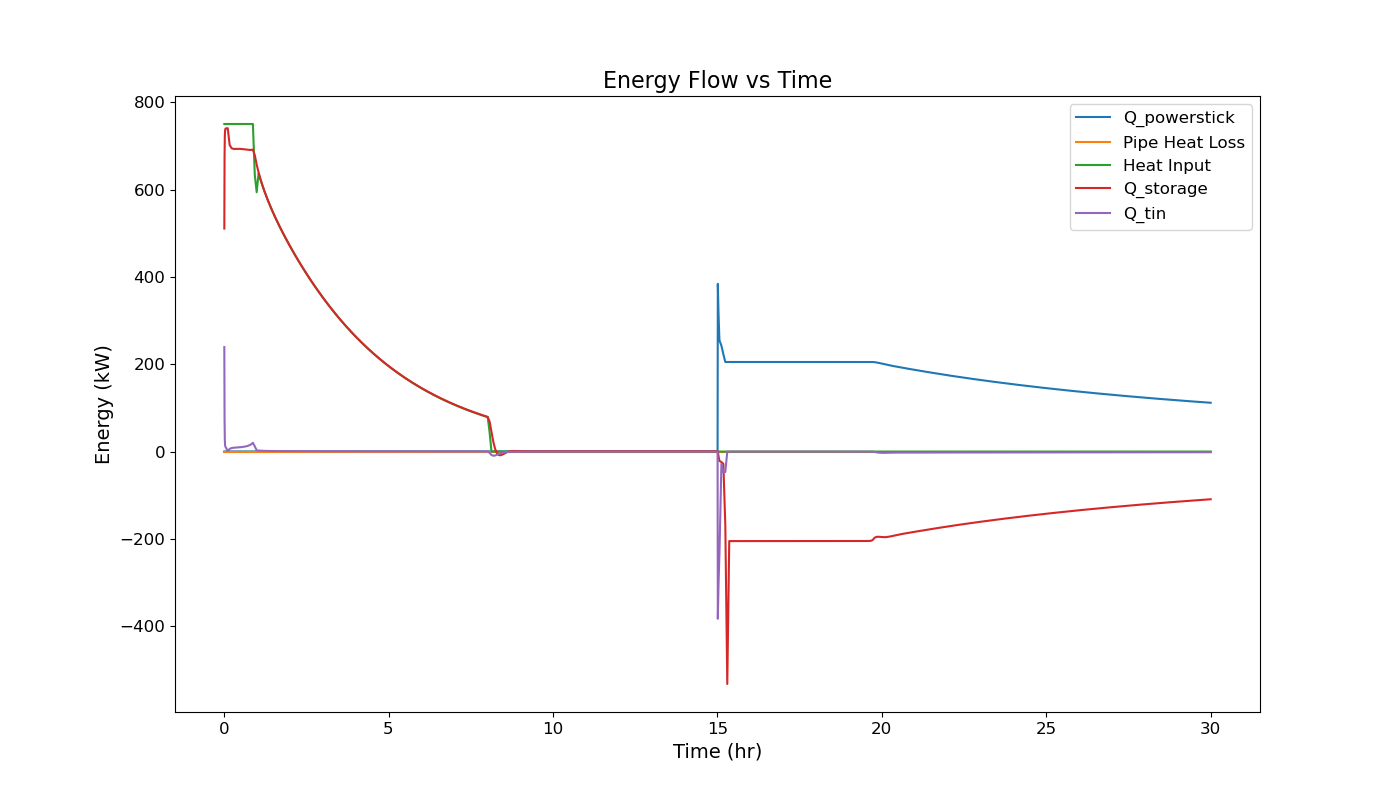 Energy Flow vs Time
800
600
400
200
0
−200
−400
Energy (kW)
0 5 10 15 20 25 30
Time (hr)
Q_powerstick
Pipe Heat Loss
Heat Input
Q_storage
Q_tin